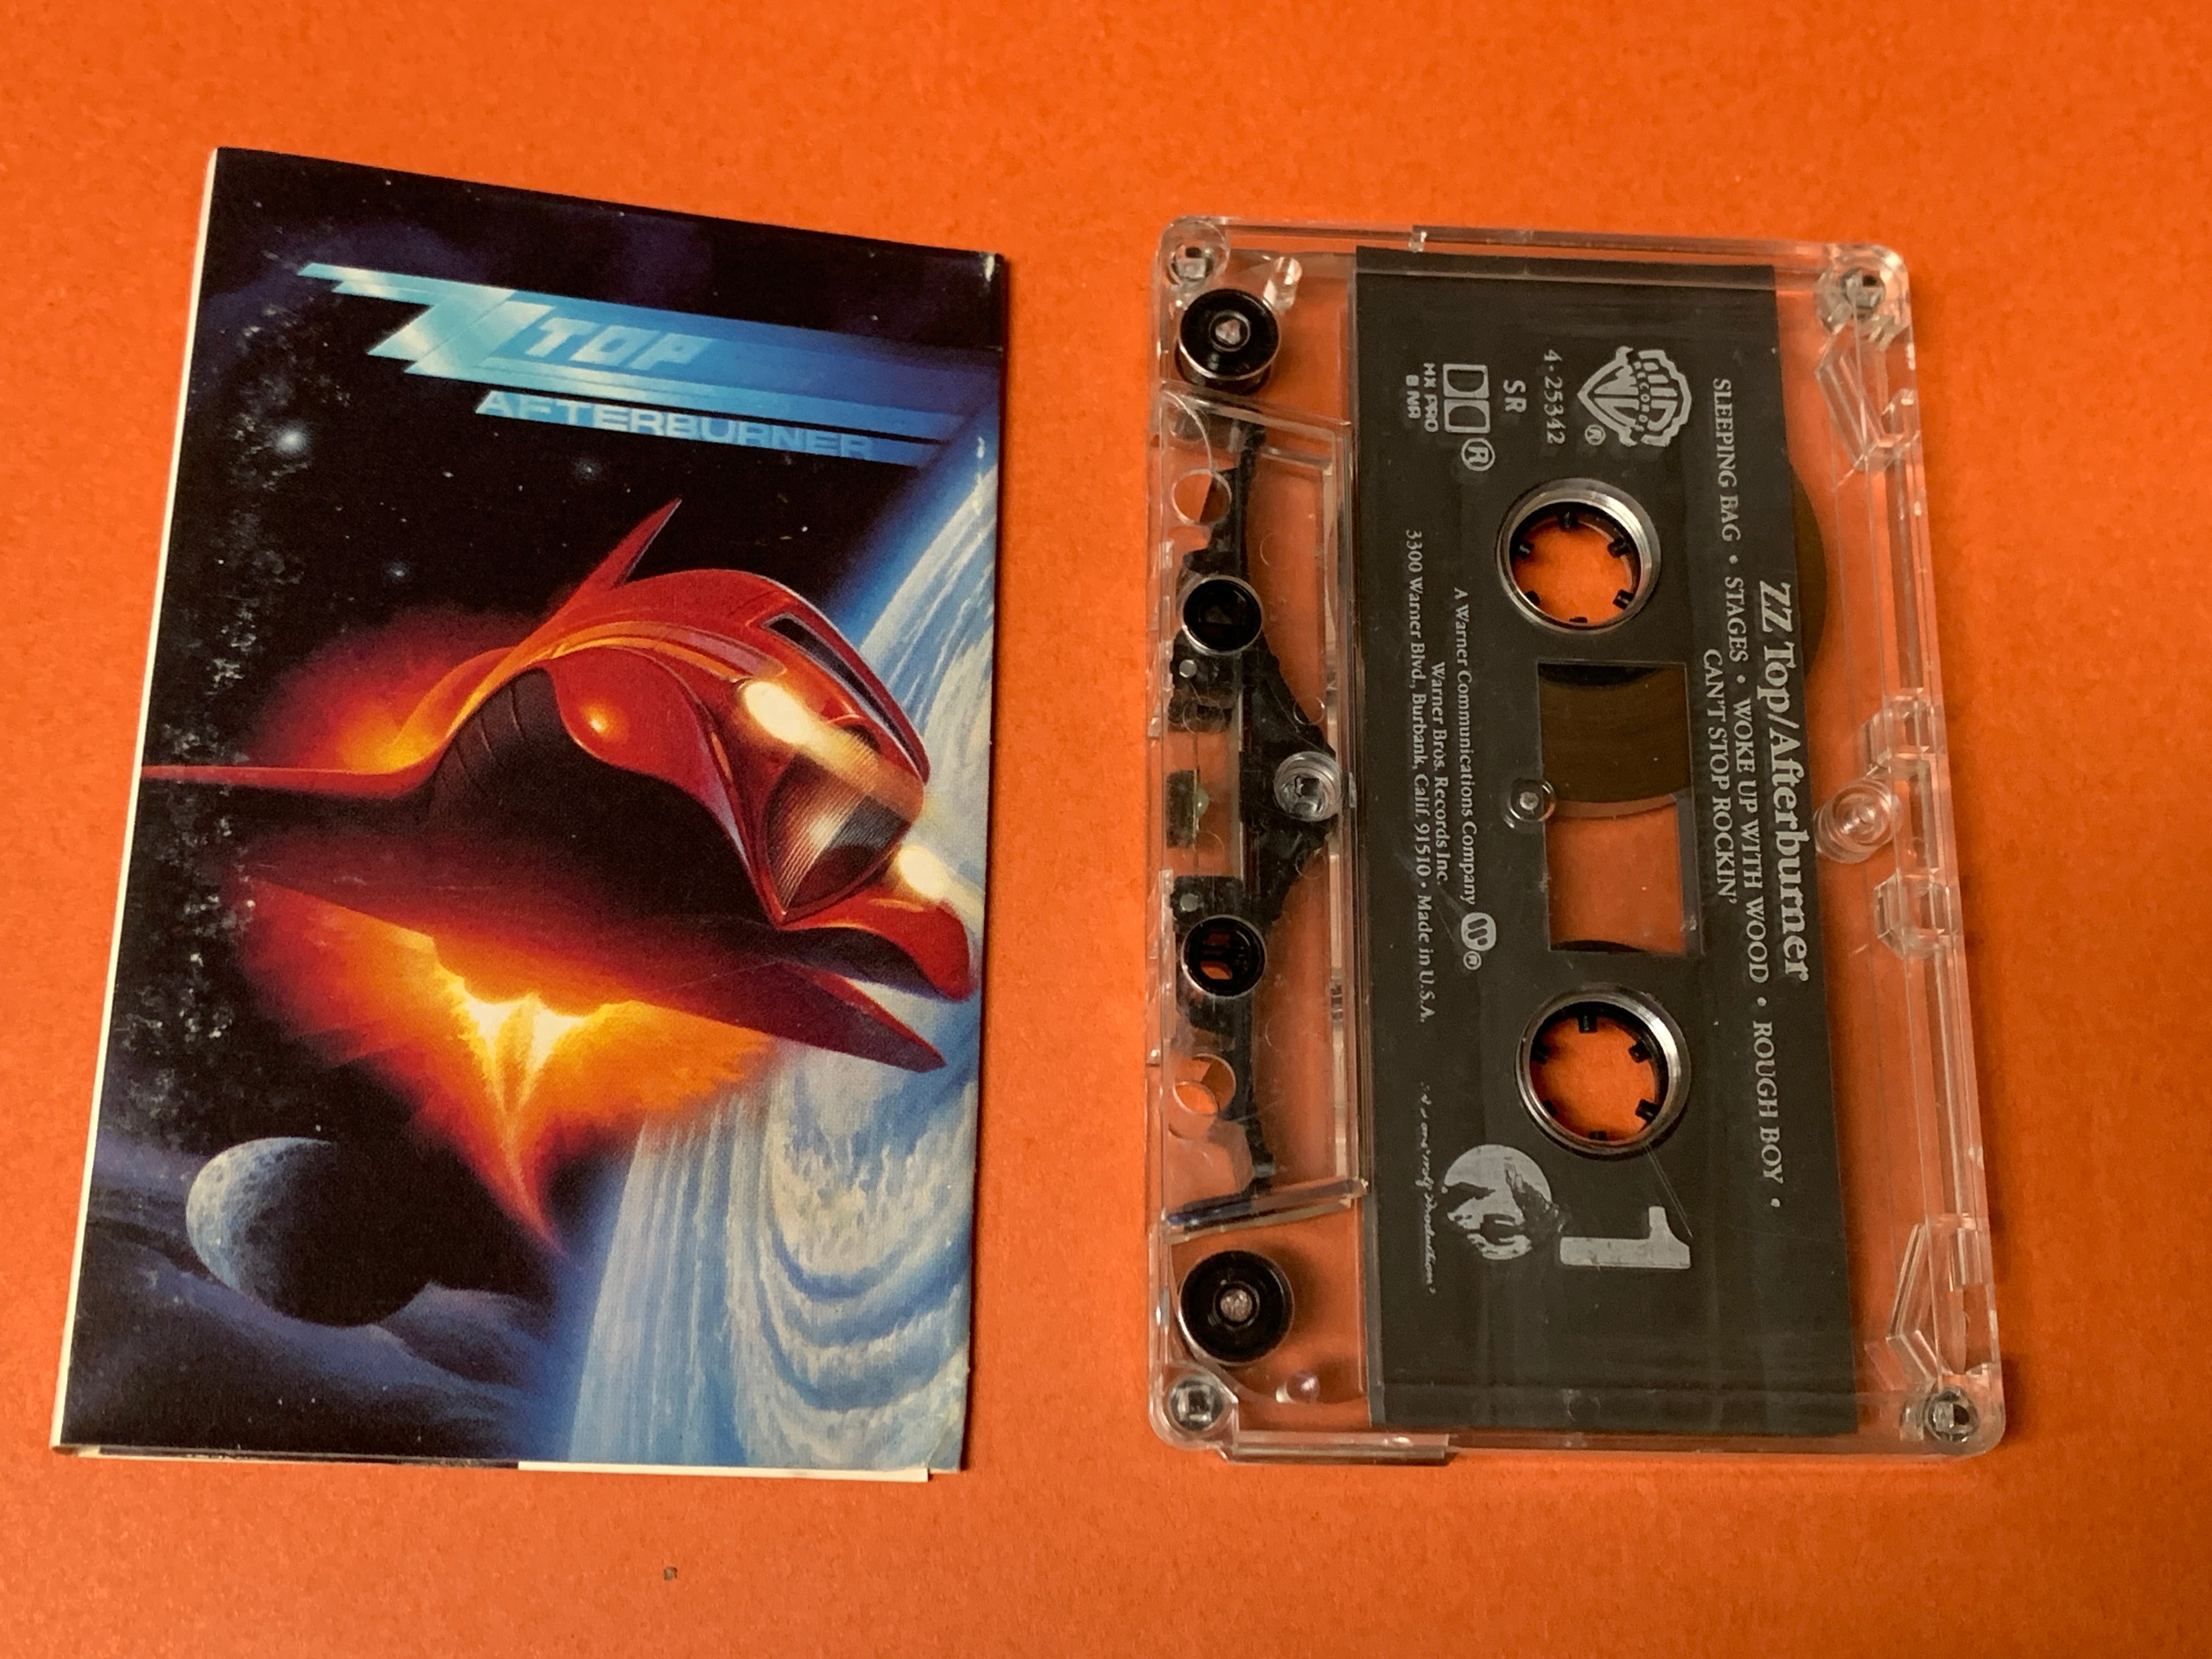 ZZ TOP
AFTERBURNER
ZZ Top/Afterburner
SLEEPING BAG • STAGES • WOKE UP WITH WOOD • ROUGH BOY •
CAN'T STOP ROCKIN'
RECORDS
®
4-25342
SR
®
HX PRO
B NR
1
A Warner Communications Company ®
Warner Bros. Records Inc.
3300 Warner Blvd., Burbank, Calif. 91510 • Made in U.S.A.